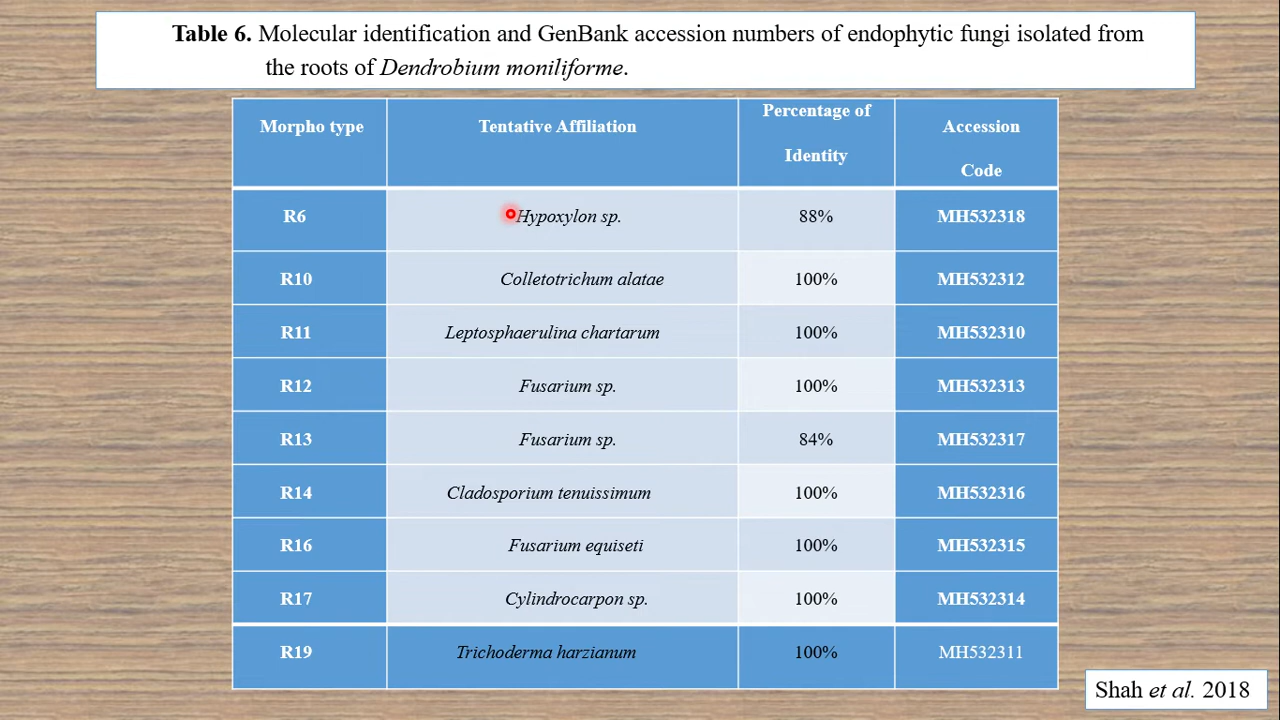 Table 6. Molecular identification and GenBank accession numbers of endophytic fungi isolated from
the roots of Dendrobium moniliforme.
Morpho type Tentative Affiliation Percentage of Identity Accession Code
R6 Hypoxylon sp. 88% MH532318
R10 Colletotrichum alatae 100% MH532312
R11 Leptosphaerulina chartarum 100% MH532310
R12 Fusarium sp. 100% MH532313
R13 Fusarium sp. 84% MH532317
R14 Cladosporium tenuissimum 100% MH532316
R16 Fusarium equiseti 100% MH532315
R17 Cylindrocarpon sp. 100% MH532314
R19 Trichoderma harzianum 100% MH532311
Shah et al. 2018